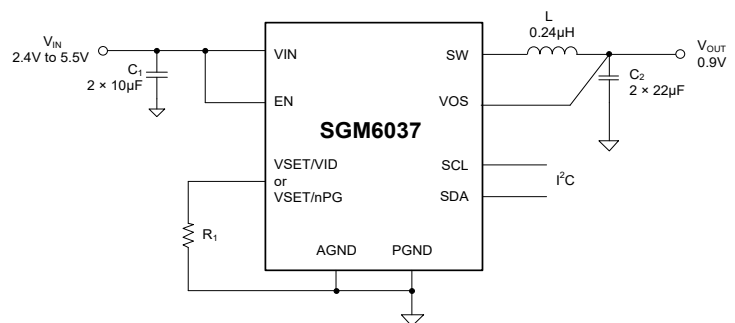 V_IN
2.4V to 5.5V
C₁
2 × 10μF
VIN
EN
VSET/VID
or
VSET/nPG
R₁
SGM6037
AGND
PGND
SW
VOS
SCL
SDA
L
0.24μH
V_OUT
0.9V
C₂
2 × 22μF
I²C